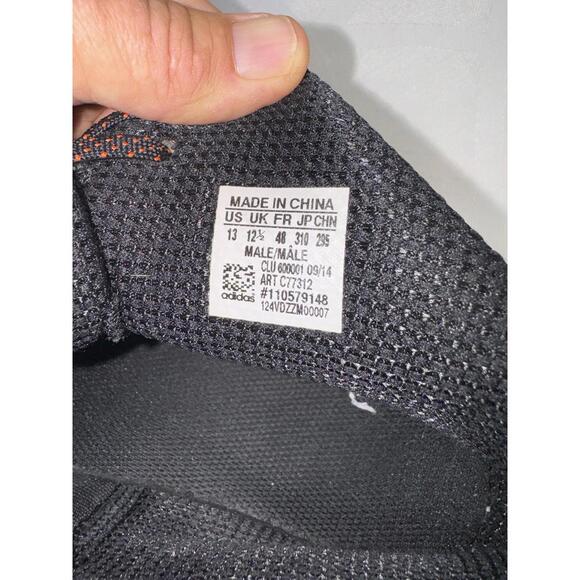 MADE IN CHINA
US UK FR JP CHN
13 12½ 48 310 295
MALE/MÂLE
CLU 600001 09/14
ART C77312
#110579148
124VDZZM00007
adidas